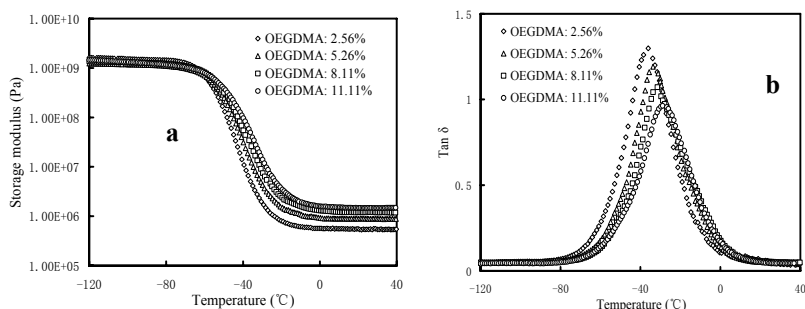 1.00E+10
1.00E+09
1.00E+08
1.00E+07
1.00E+06
1.00E+05
Storage modulus (Pa)
OEGDMA: 2.56%
OEGDMA: 5.26%
OEGDMA: 8.11%
OEGDMA: 11.11%
a
-120
-80
-40
0
40
Temperature (℃)
1.5
1
0.5
0
Tan δ
OEGDMA: 2.56%
OEGDMA: 5.26%
OEGDMA: 8.11%
OEGDMA: 11.11%
b
-120
-80
-60
-40
-20
0
20
40
Temperature (℃)